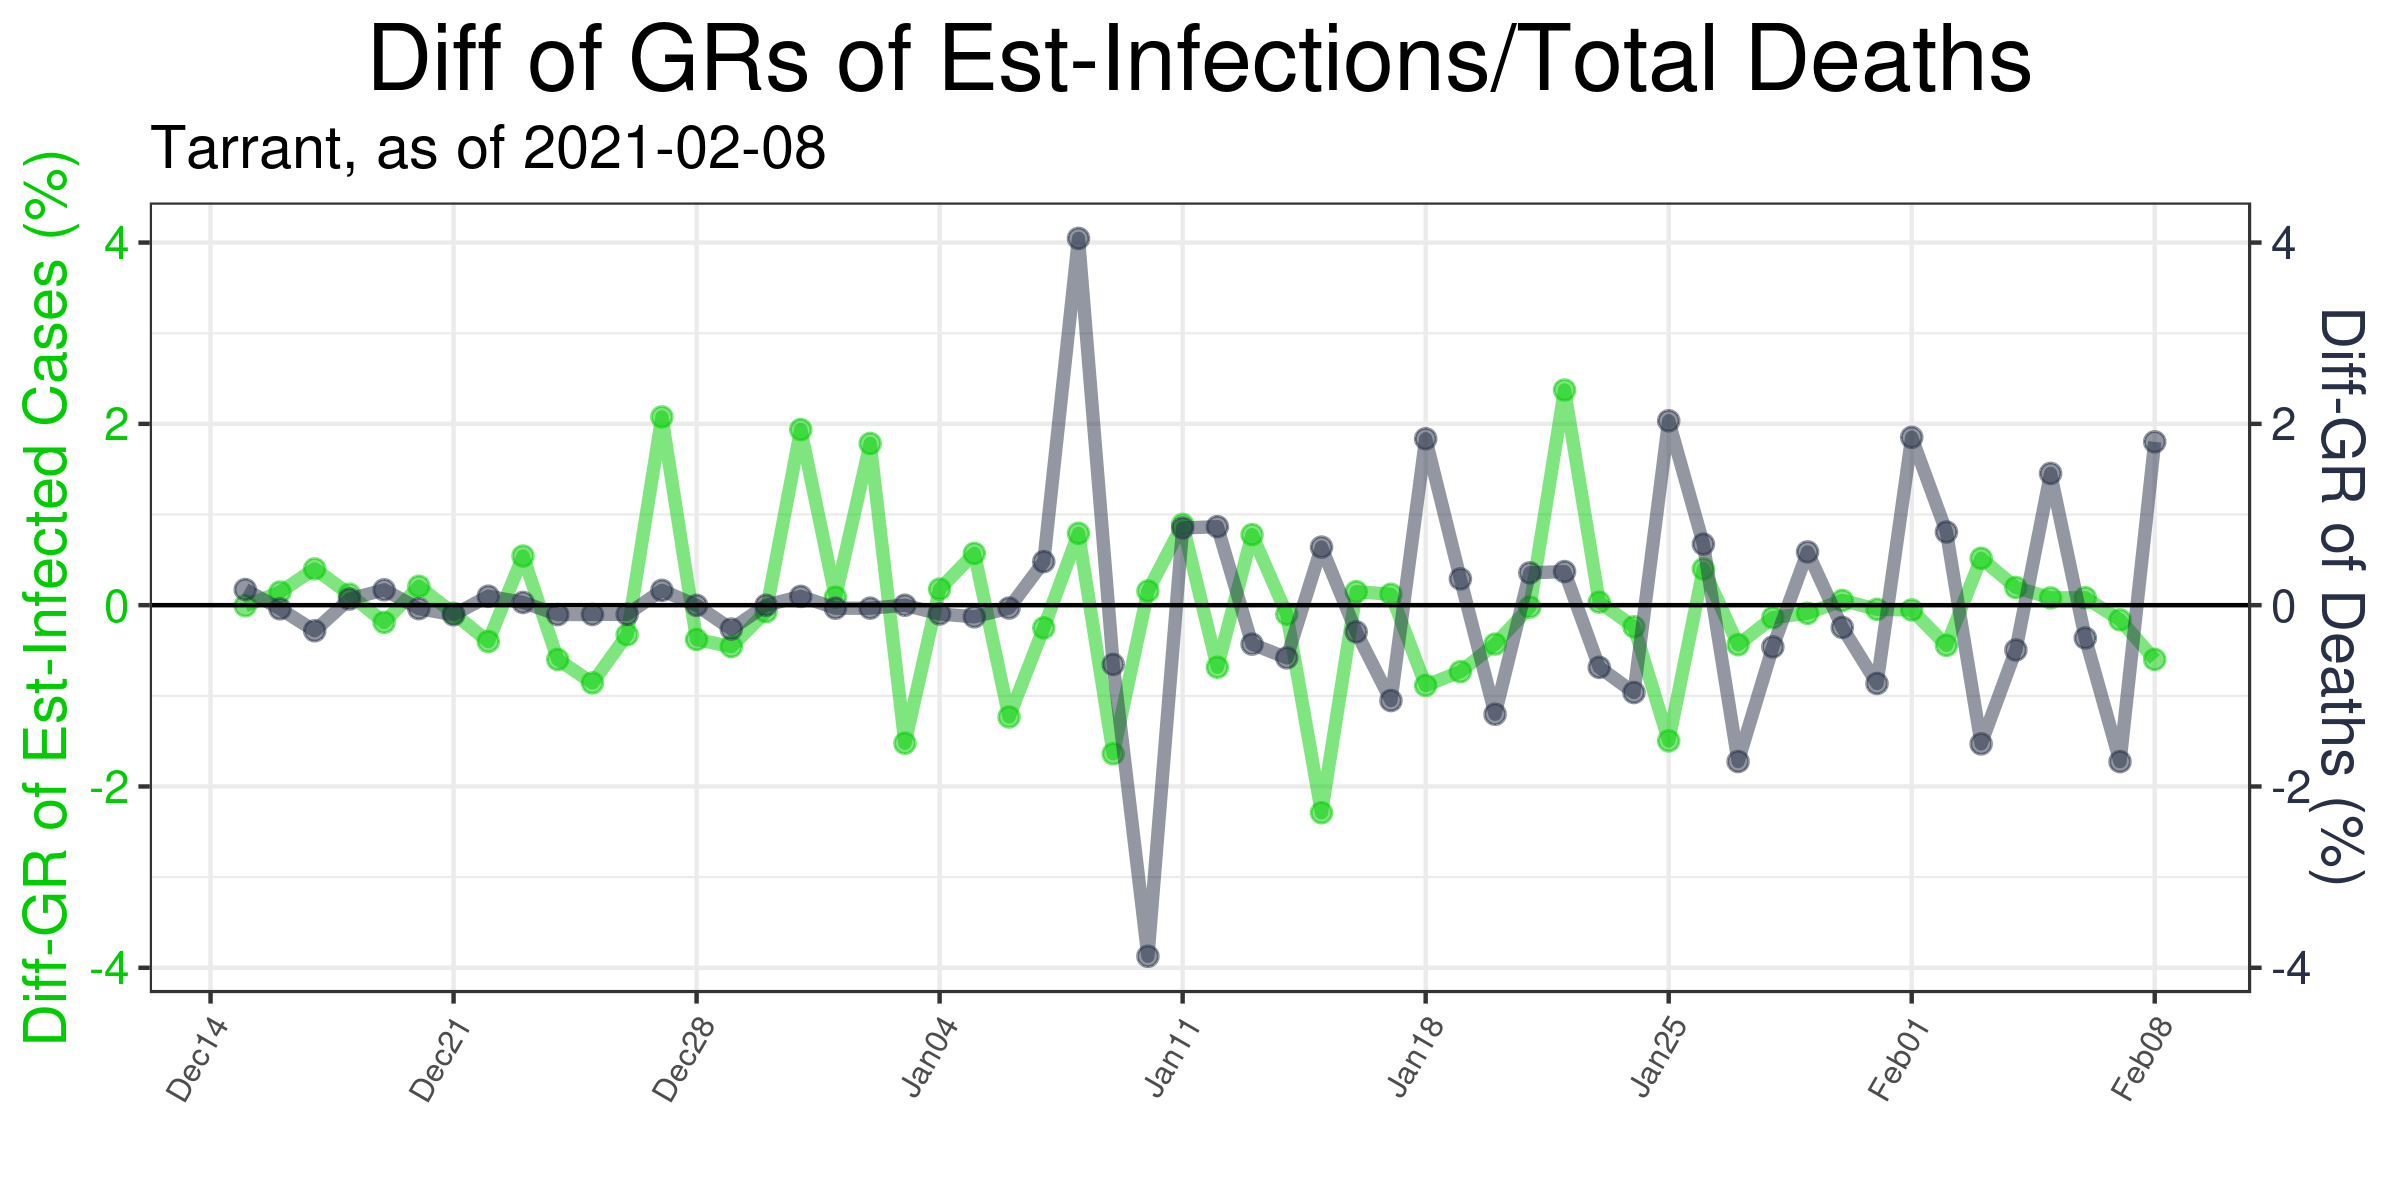 Diff of GRs of Est-Infections/Total Deaths
Tarrant, as of 2021-02-08
Diff-GR of Est-Infected Cases (%)
4
2
0
-2
-4
4
2
0
-2
-4
Diff-GR of Deaths (%)
Dec14
Dec21
Dec28
Jan04
Jan11
Jan18
Jan25
Feb01
Feb08